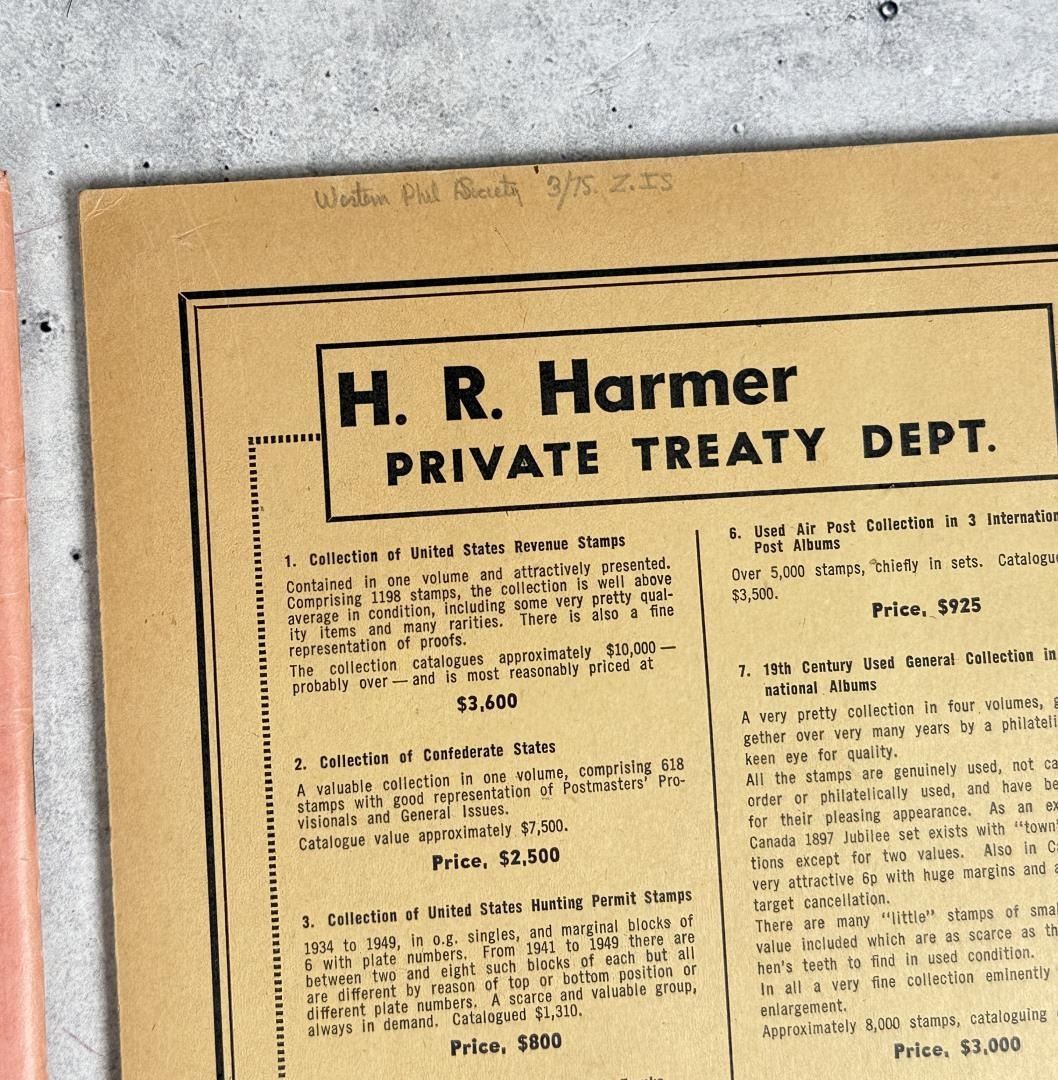 Western Phil Society 3/75.
H. R. Harmer
PRIVATE TREATY DEPT.
1. Collection of United States Revenue Stamps
Contained in one volume and attractively presented.
Comprising 1198 stamps, the collection is well above
average in condition, including some very pretty qual-
ity items and many rarities. There is also a fine
representation of proofs.
The collection catalogues approximately $10,000 —
probably over — and is most reasonably priced at
$3,600
2. Collection of Confederate States
A valuable collection in one volume, comprising 618
stamps with good representation of Postmasters' Pro-
visionals and General Issues.
Catalogue value approximately $7,500.
Price, $2,500
3. Collection of United States Hunting Permit Stamps
1934 to 1949, in o.g. singles, and marginal blocks of
6 with plate numbers. From 1941 to 1949 there are
between two and eight such blocks of each but all
are different by reason of top or bottom position or
different plate numbers. A scarce and valuable group,
always in demand. Catalogued $1,310.
Price, $800
6. Used Air Post Collection in 3
Post Albums
Over 5,000 stamps, chiefly in sets.
$3,500.
Price, $925
7. 19th Century Used General Collection in
national Albums
A very pretty collection in four volumes,
gether over very many years by a
keen eye for quality.
All the stamps are genuinely used, not
order or philatelically used, and have
for their pleasing appearance. As an
Canada 1897 Jubilee set exists with "town"
tions except for two values. Also in
very attractive 6p with huge margins and
target cancellation.
There are many "little" stamps of
value included which are as scarce as
hen's teeth to find in used condition.
In all a very fine collection eminently
enlargement.
Approximately 8,000 stamps, cataloguing
Price, $3,000